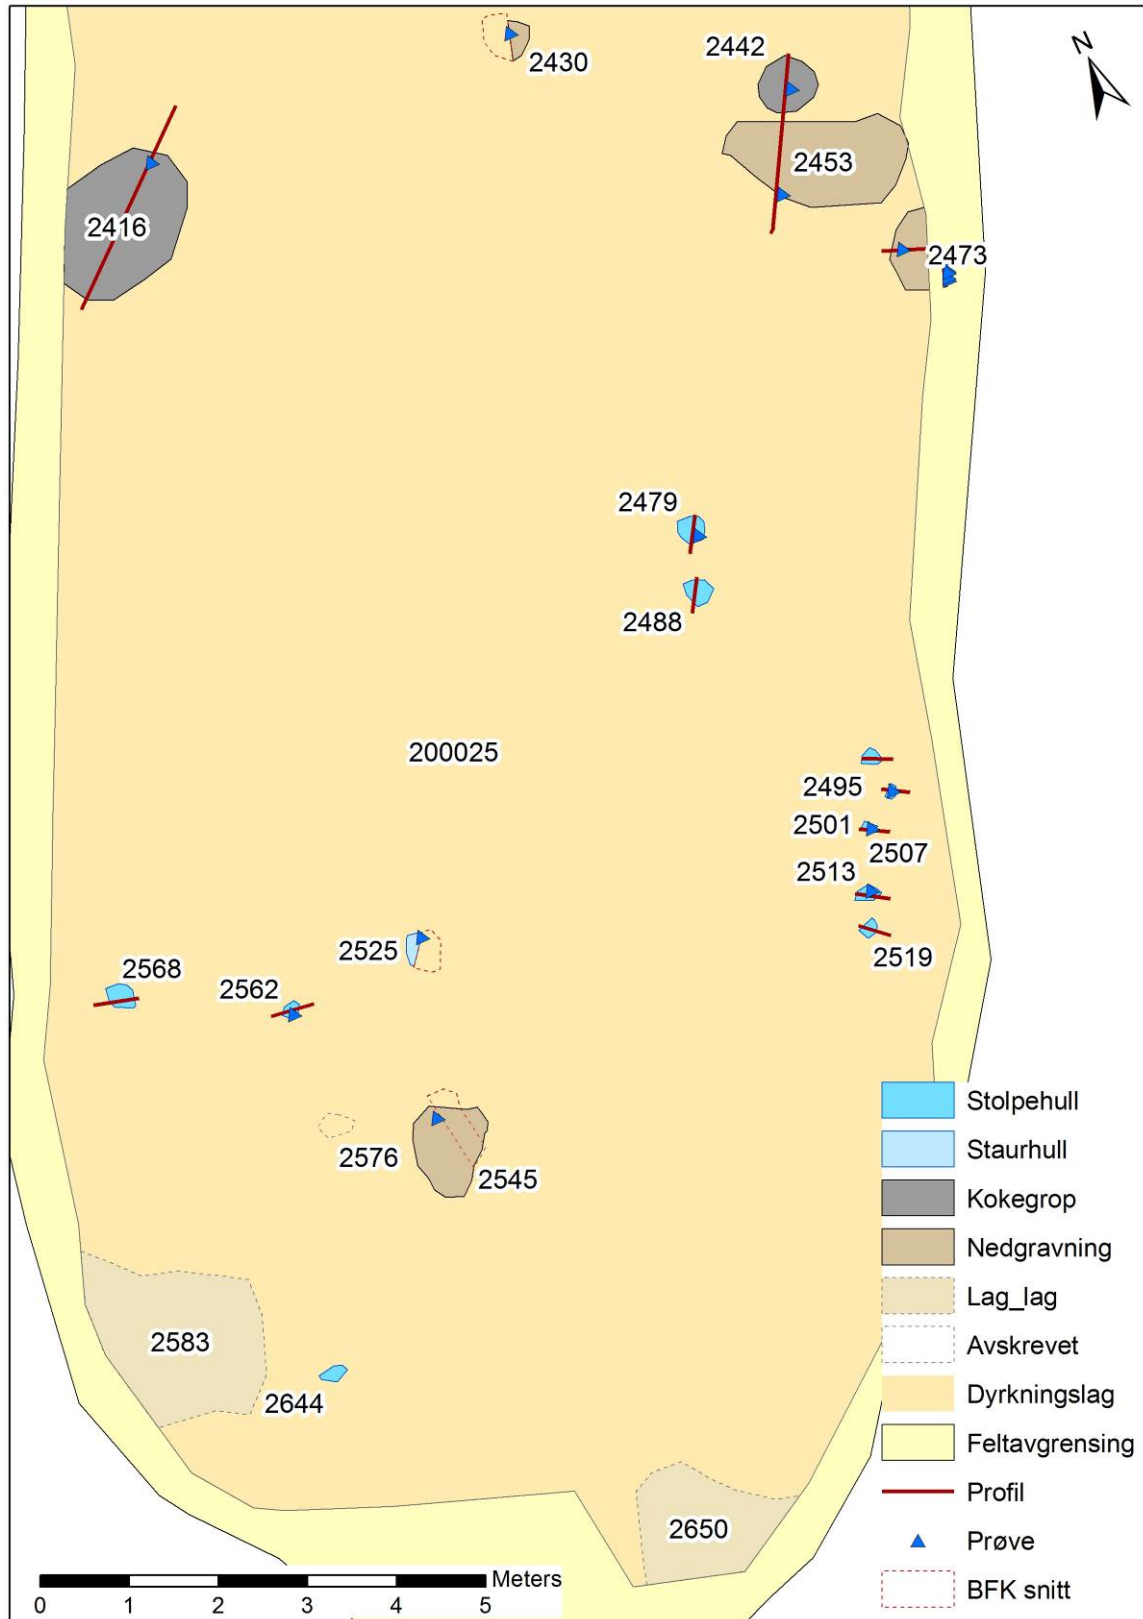 N
2442
2430
2453
2416
2473
2479
2488
200025
2495
2501
2507
2513
2525
2519
2568
2562
2576
2545
2583
2644
2650
Stolpehull
Staurhull
Kokegrop
Nedgravning
Lag_lag
Avskrevet
Dyrkningslag
Feltavgrensing
Profil
Prøve
BFK snitt
Meters
0 1 2 3 4 5